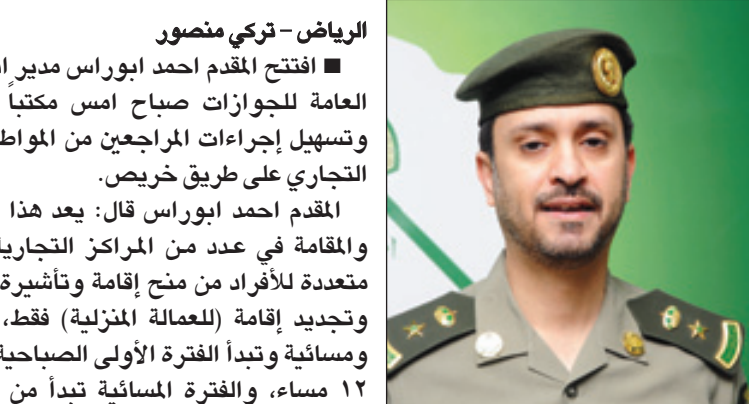 الرياض – تركي منصور
■ افتتح المقدم احمد ابوراس مدير
العامة للجوازات صباح امس مكتباً
وتسهيل إجراءات المراجعين من
التجاري على طريق خريص.
المقدم احمد ابوراس قال: يعد هذا
والمقامة في عدد من المراكز
متعددة للأفراد من منح إقامة وتأشيرة
وتجديد إقامة (للعمالة المنزلية) فقط،
ومسائية وتبدأ الفترة الأولى الصباحية
١٢ مساء، والفترة المسائية تبدأ من